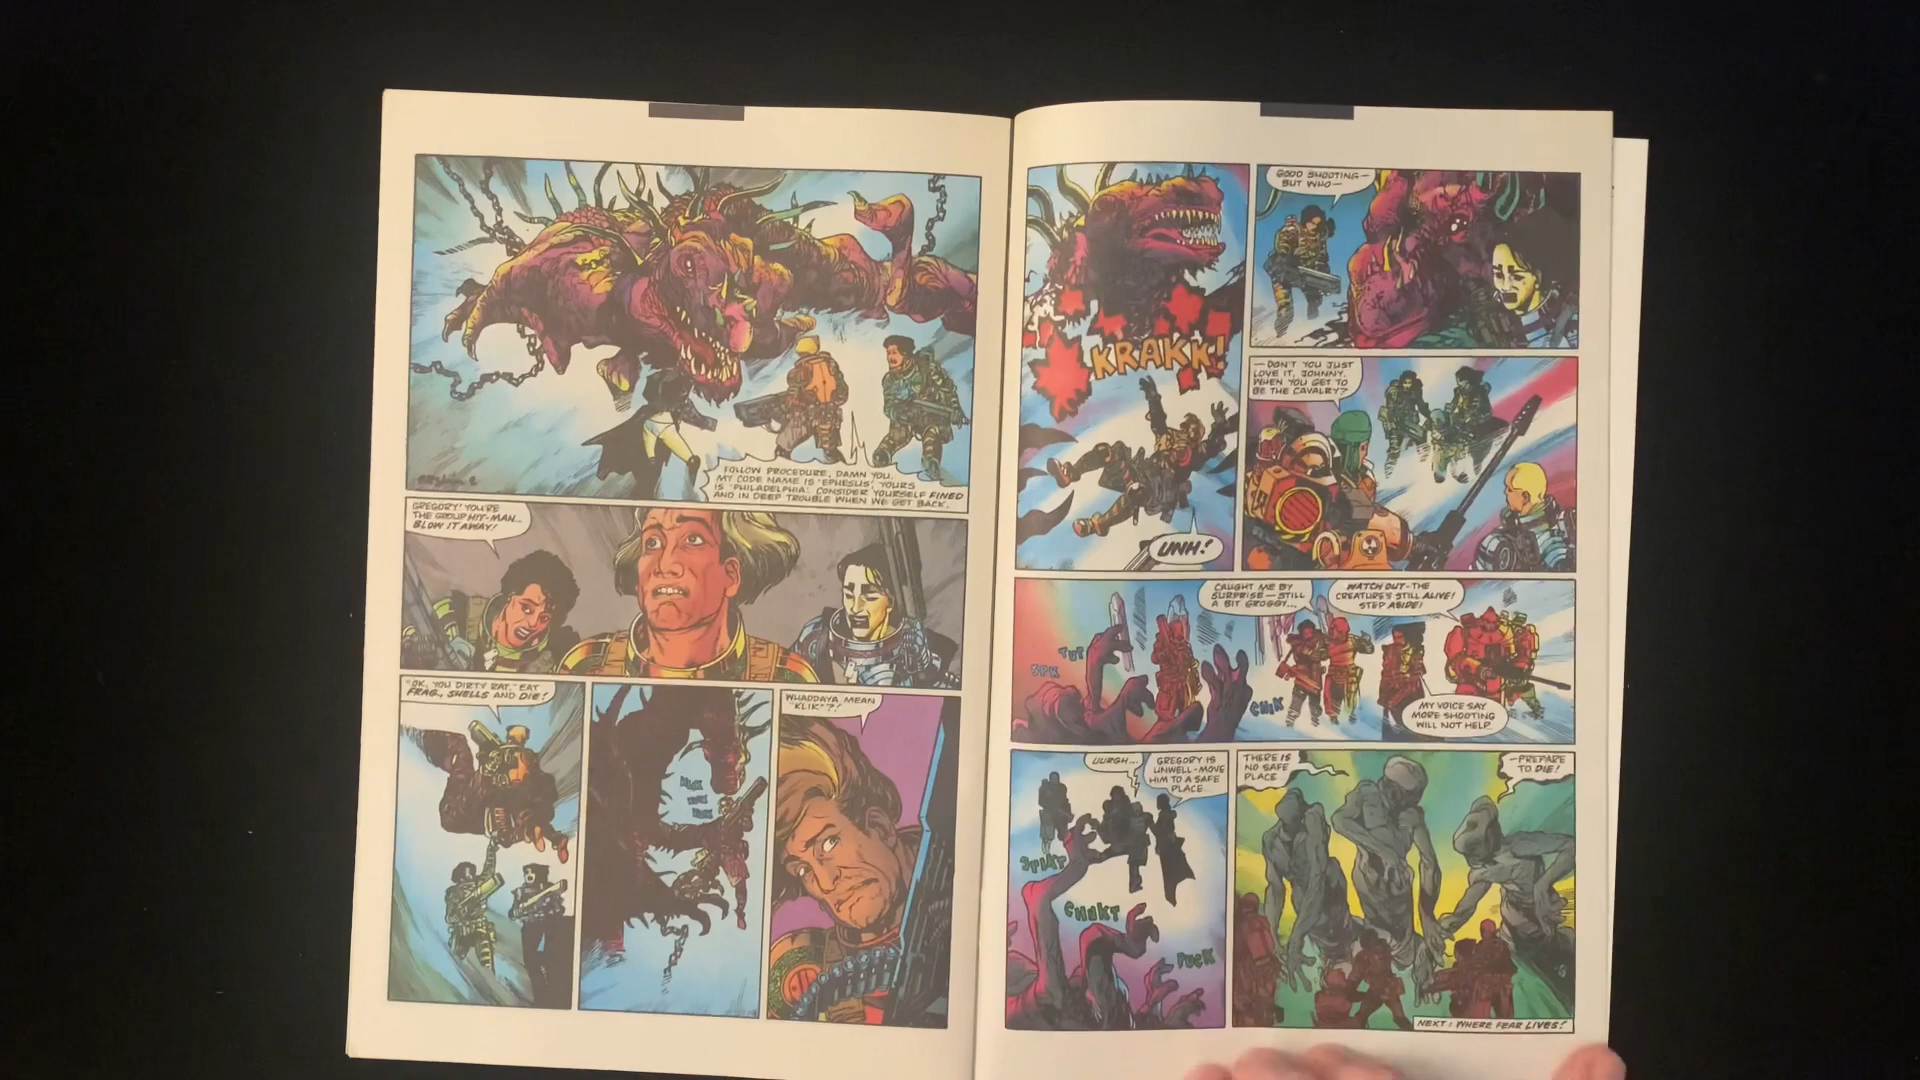 FOLLOW PROCEDURE, DAMN YOU.
MY CODE NAME IS 'EPHESUS', YOURS
IS 'PHILADELPHIA'. CONSIDER YOURSELF FINED
AND IN DEEP TROUBLE WHEN WE GET BACK.
GREGORY! YOU'RE
THE GROUP HIT-MAN...
BLOW IT AWAY!
"OK, YOU DIRTY RAT," EAT
FRAG, SHELLS AND DIE!
KLIK
KLIK
KLIK
WHADDAYA MEAN
"KLIK"?!
KRAKK!
UNH!
GOOD SHOOTING—
BUT WHO—
—DON'T YOU JUST
LOVE IT, JOHNNY,
WHEN YOU GET TO
BE THE CAVALRY?
CAUGHT ME BY
SURPRISE—STILL
A BIT GROGGY...
WATCH OUT—THE
CREATURE'S STILL ALIVE!
STEP ASIDE!
MY VOICE SAY
MORE SHOOTING
WILL NOT HELP.
UURGH...
GREGORY IS
UNWELL—MOVE
HIM TO A SAFE
PLACE.
CHUKT
PUCK
THERE IS
NO SAFE
PLACE
—PREPARE
TO DIE!
NEXT: WHERE FEAR LIVES!